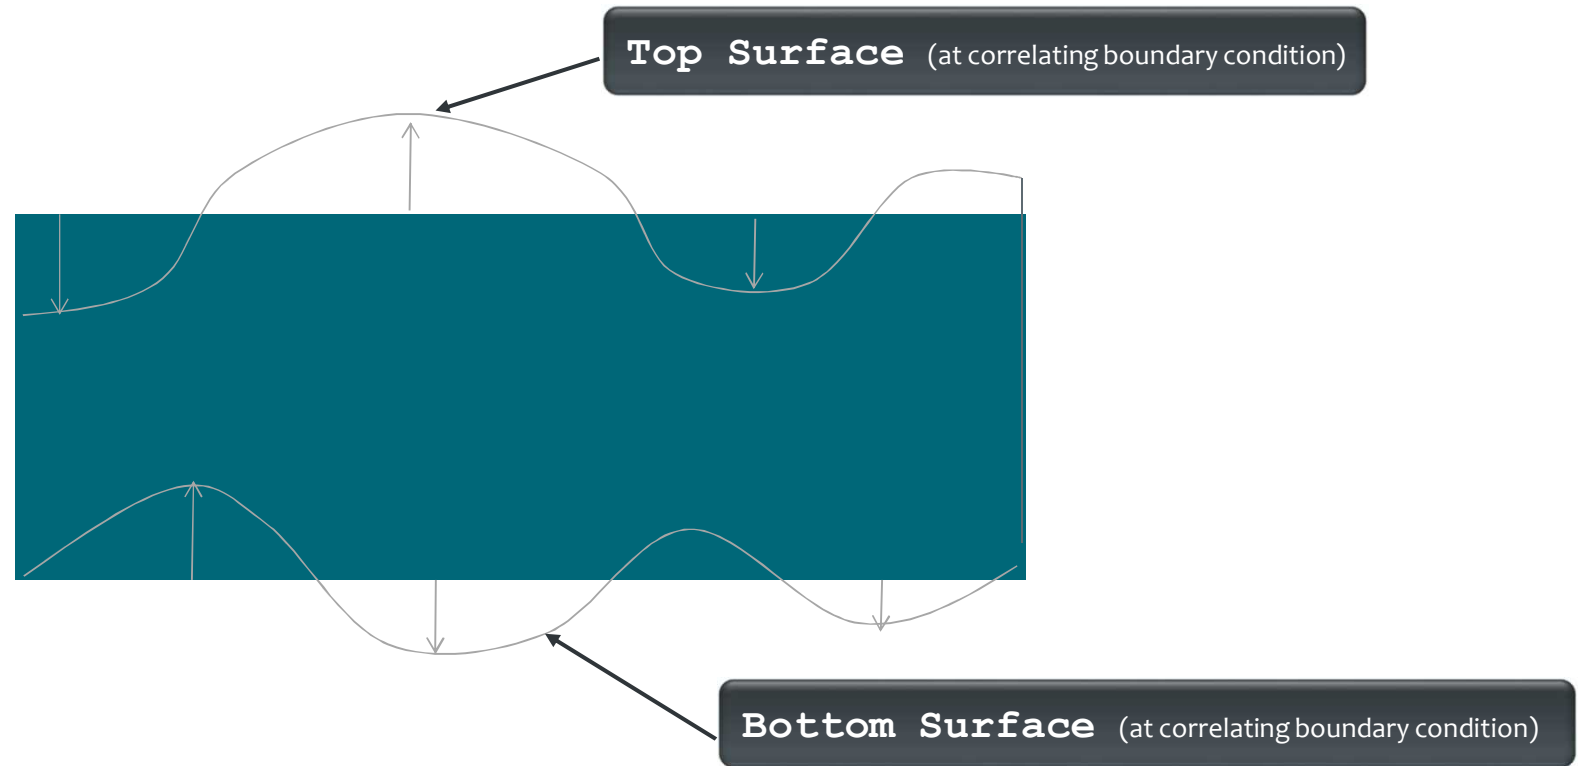 Top Surface (at correlating boundary condition)
Bottom Surface (at correlating boundary condition)